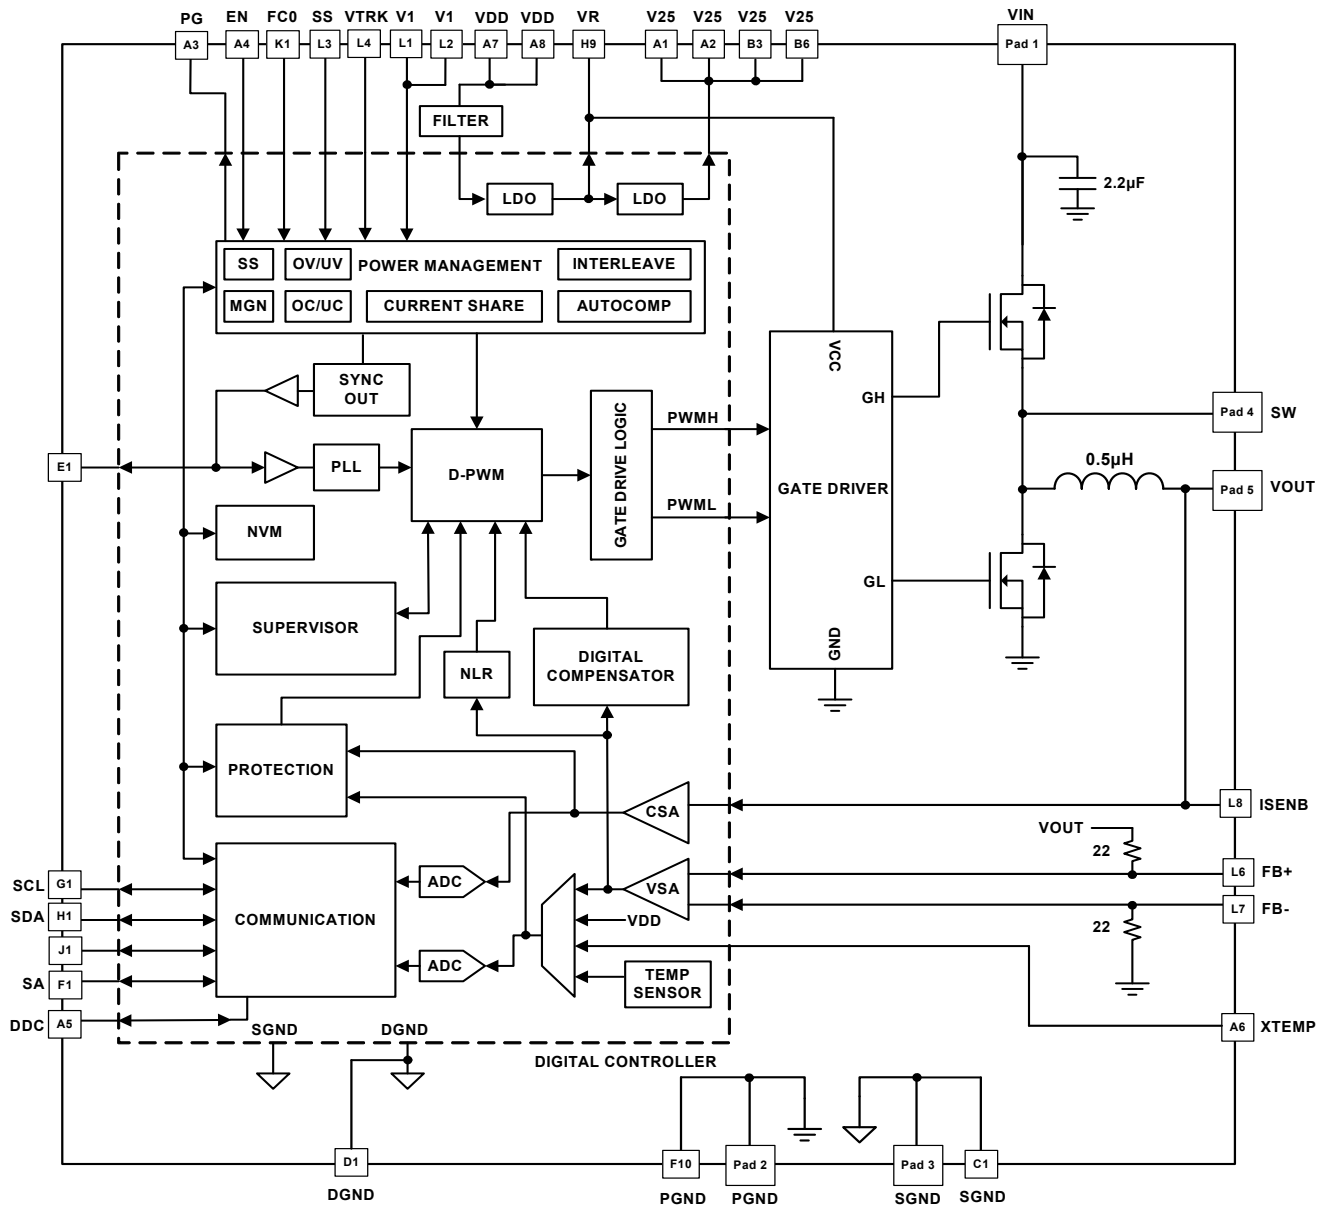 PG EN FC0 SS VTRK V1 V1 VDD VDD VR V25 V25 V25 V25 VIN
A3 A4 K1 L3 L4 L1 L2 A7 A8 H9 A1 A2 B3 B6 Pad 1
FILTER
LDO LDO
2.2µF
SS OV/UV POWER MANAGEMENT INTERLEAVE
MGN OC/UC CURRENT SHARE AUTOCOMP
SYNC
OUT
VCC
GH
PWMH
Pad 4 SW
GATE DRIVE LOGIC
E1 PLL D-PWM
0.5µH
GATE DRIVER
Pad 5 VOUT
PWML
NVM
GL
SUPERVISOR
GND
DIGITAL
COMPENSATOR
NLR
PROTECTION
CSA
L8 ISENB
VOUT
22
SCL G1 ADC VSA L6 FB+
SDA H1 COMMUNICATION VDD L7 FB-
22
J1
ADC
SA F1
TEMP
SENSOR
DDC A5 A6 XTEMP
SGND DGND
DIGITAL CONTROLLER
D1 F10 Pad 2 Pad 3 C1
DGND PGND PGND SGND SGND